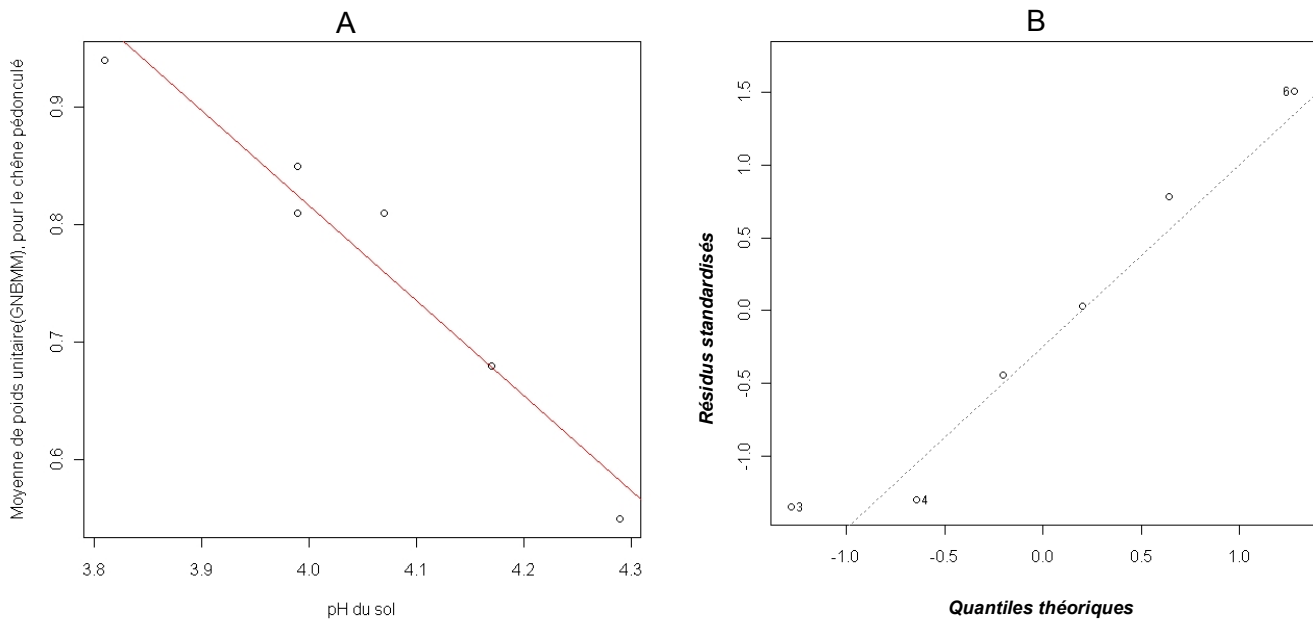 A
Moyenne de poids unitaire(GNBMM), pour le chêne pédonculé
0.9
0.8
0.7
0.6
3.8 3.9 4.0 4.1 4.2 4.3
pH du sol
B
Résidus standardisés
1.5
1.0
0.5
0.0
-0.5
-1.0
6
3
4
-1.0 -0.5 0.0 0.5 1.0
Quantiles théoriques